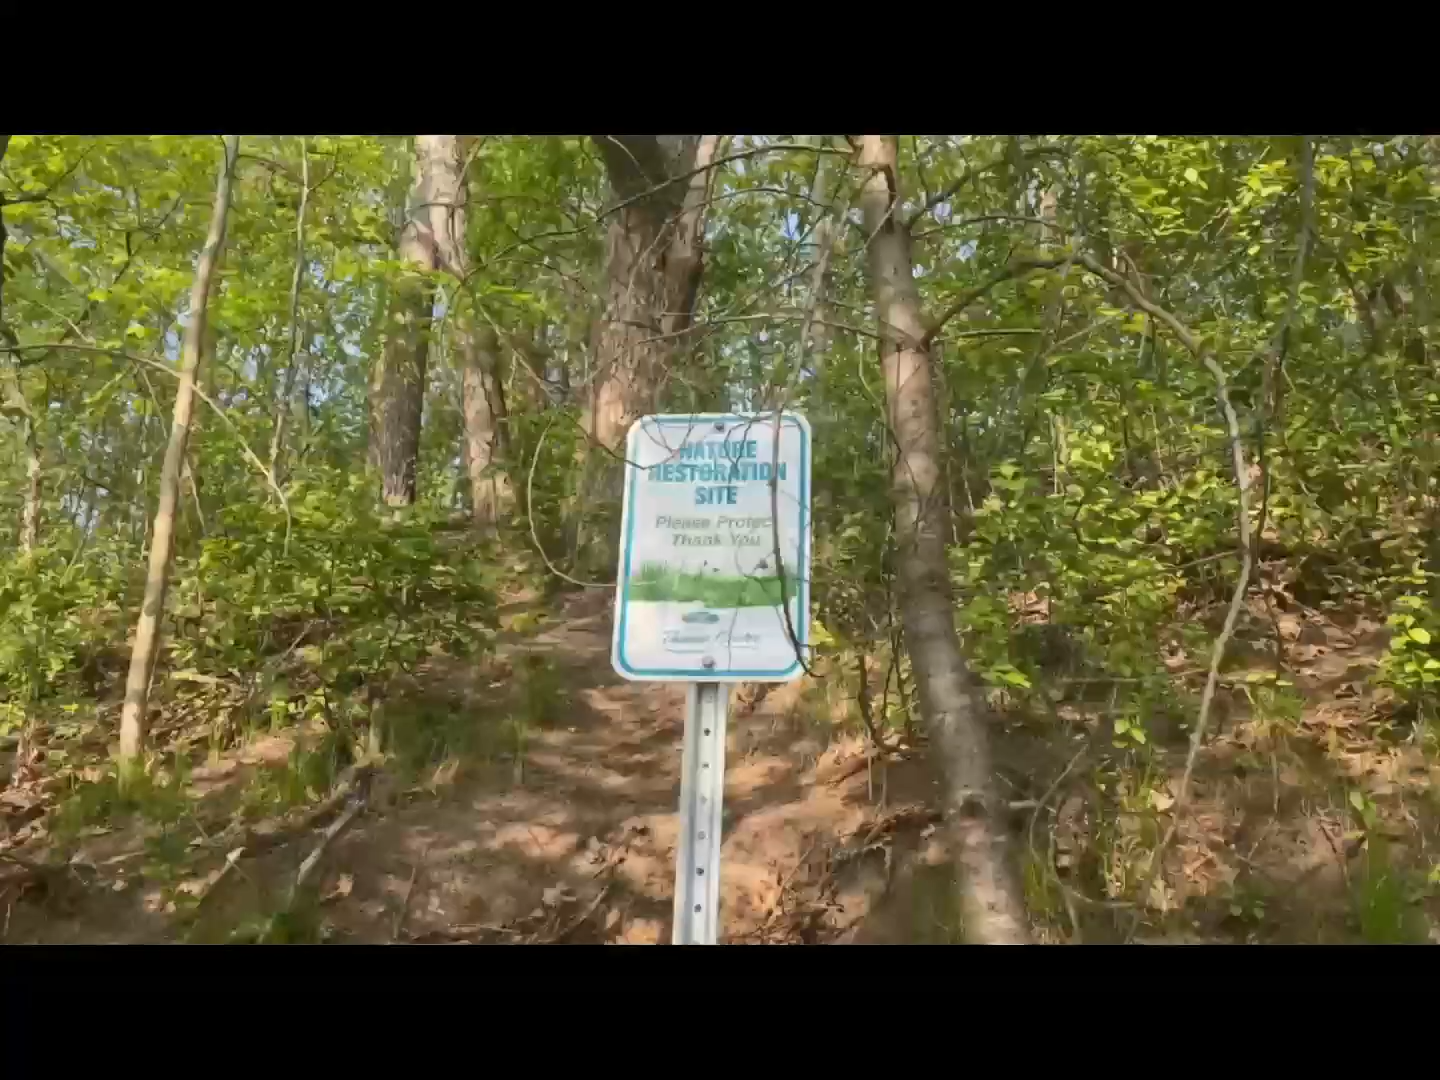 NATURE
RESTORATION
SITE
Please Protect
Thank You